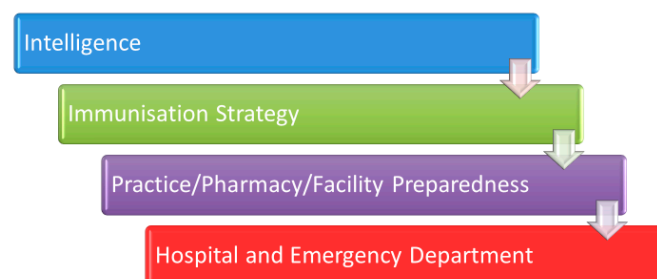 Intelligence
Immunisation Strategy
Practice/Pharmacy/Facility Preparedness
Hospital and Emergency Department